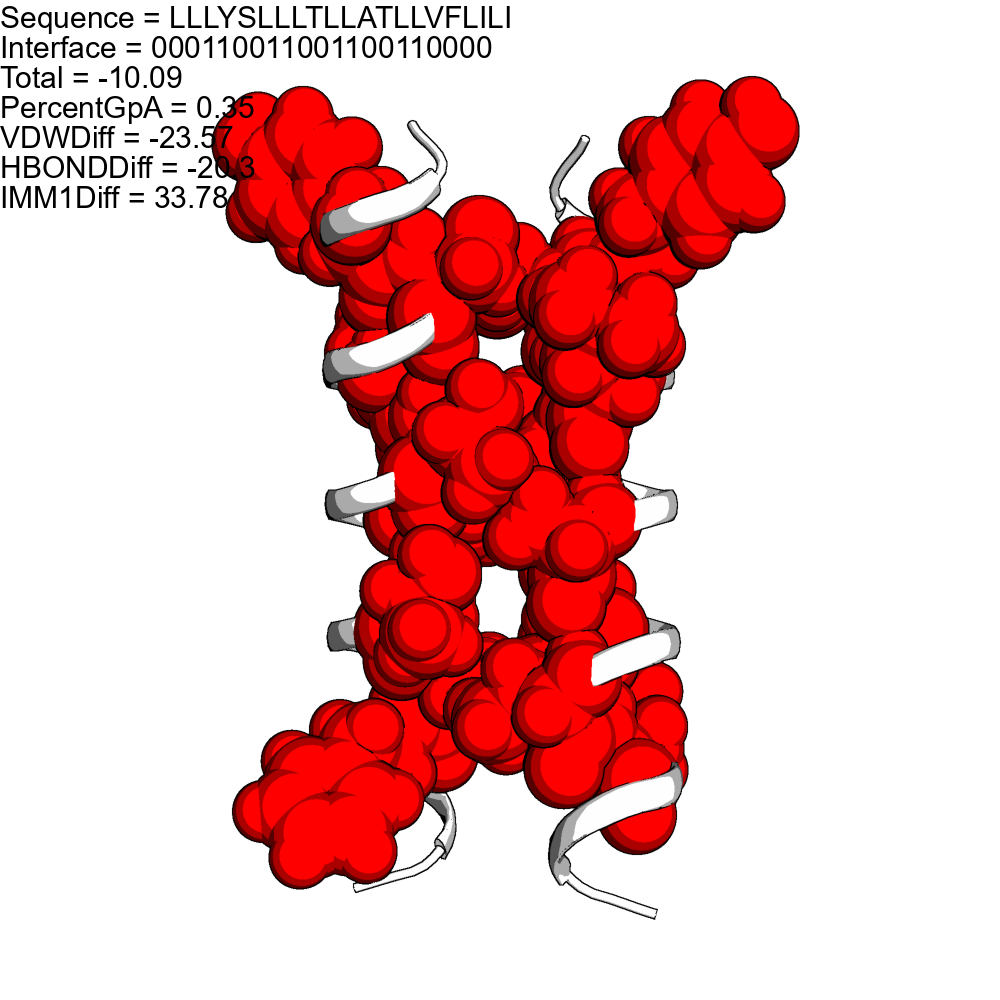 Sequence = LLLYSLLLTLLATLLVFLILI
Interface = 000110011001100110000
Total = -10.09
PercentGpA = 0.35
VDWDiff = -23.57
HBONDDiff = -20.3
IMM1Diff = 33.78